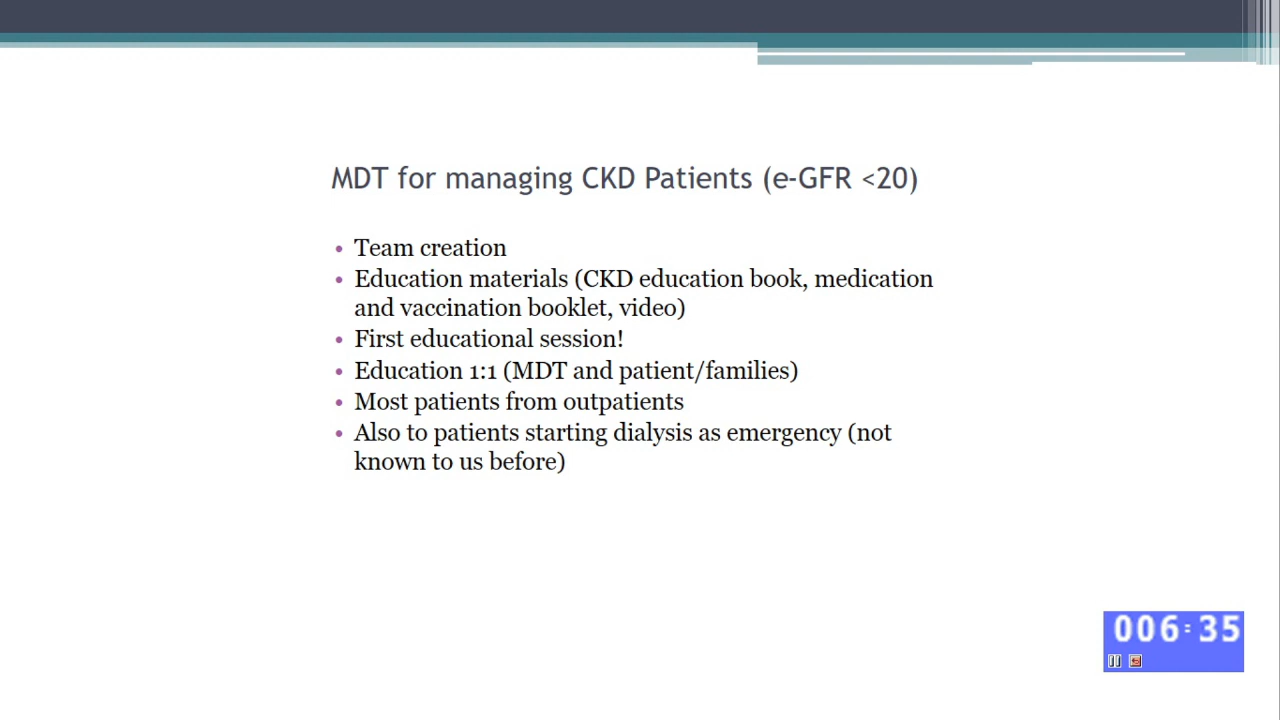 MDT for managing CKD Patients (e-GFR <20)
• Team creation
• Education materials (CKD education book, medication
and vaccination booklet, video)
• First educational session!
• Education 1:1 (MDT and patient/families)
• Most patients from outpatients
• Also to patients starting dialysis as emergency (not
known to us before)
006:35